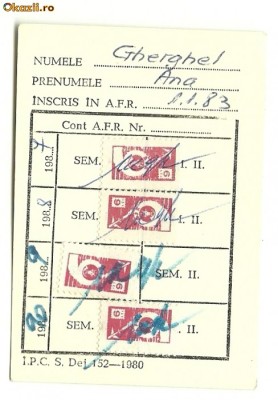 Okazii.ro
NUMELE Gherghel
PRENUMELE Ana
INSCRIS IN A.F.R. 1.1.83
Cont A.F.R. Nr.
1987 SEM. I. II.
1988 SEM. I. II.
1989 SEM. II.
1990 SEM. I. II.
I.P.C. S. Dej 152—1980